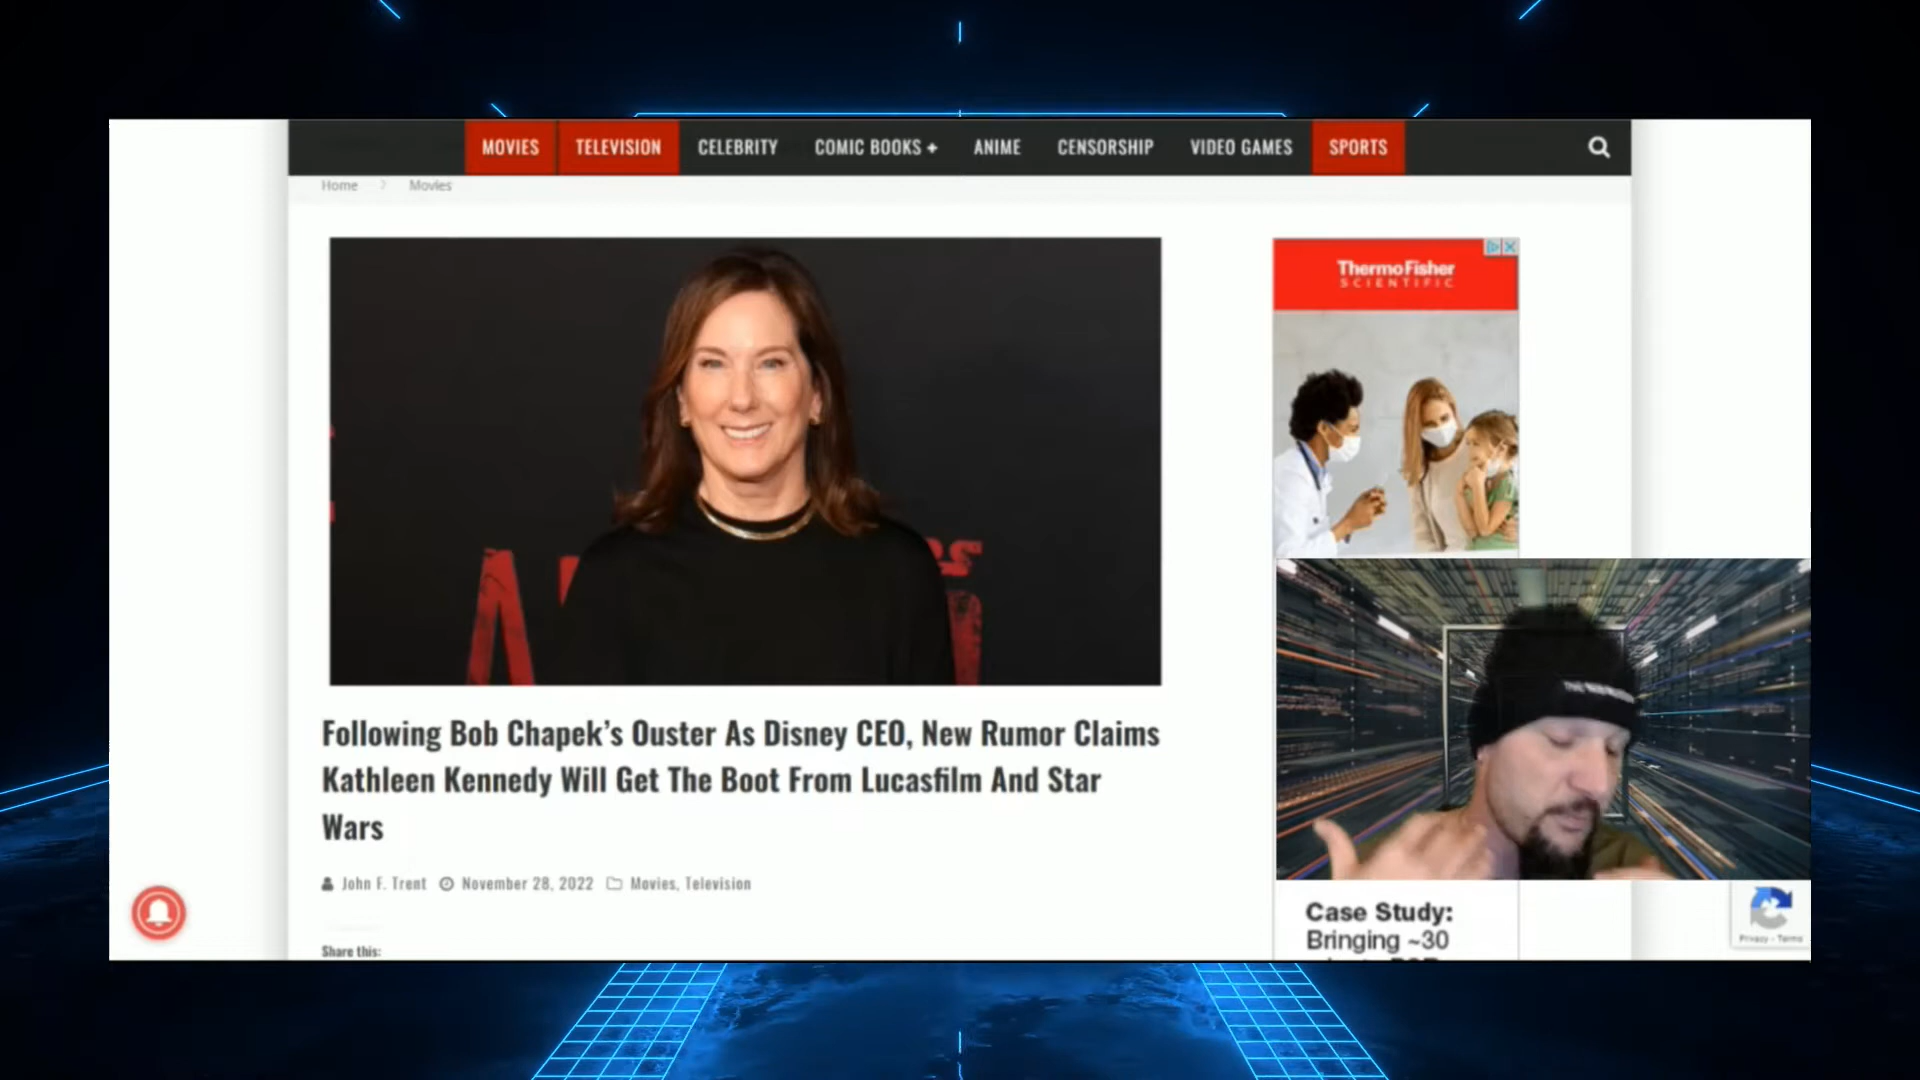 MOVIES TELEVISION CELEBRITY COMIC BOOKS + ANIME CENSORSHIP VIDEO GAMES SPORTS
Home > Movies
ThermoFisher
SCIENTIFIC
Following Bob Chapek’s Ouster As Disney CEO, New Rumor Claims
Kathleen Kennedy Will Get The Boot From Lucasfilm And Star
Wars
John F. Trent November 28, 2022 Movies, Television
Share this:
Case Study:
Bringing ~30
Privacy - Terms